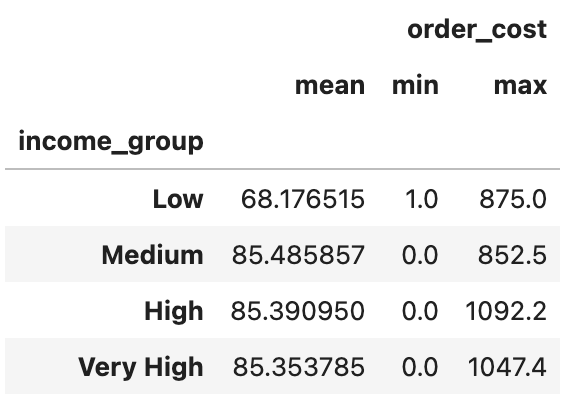 order_cost
mean min max
income_group
Low 68.176515 1.0 875.0
Medium 85.485857 0.0 852.5
High 85.390950 0.0 1092.2
Very High 85.353785 0.0 1047.4